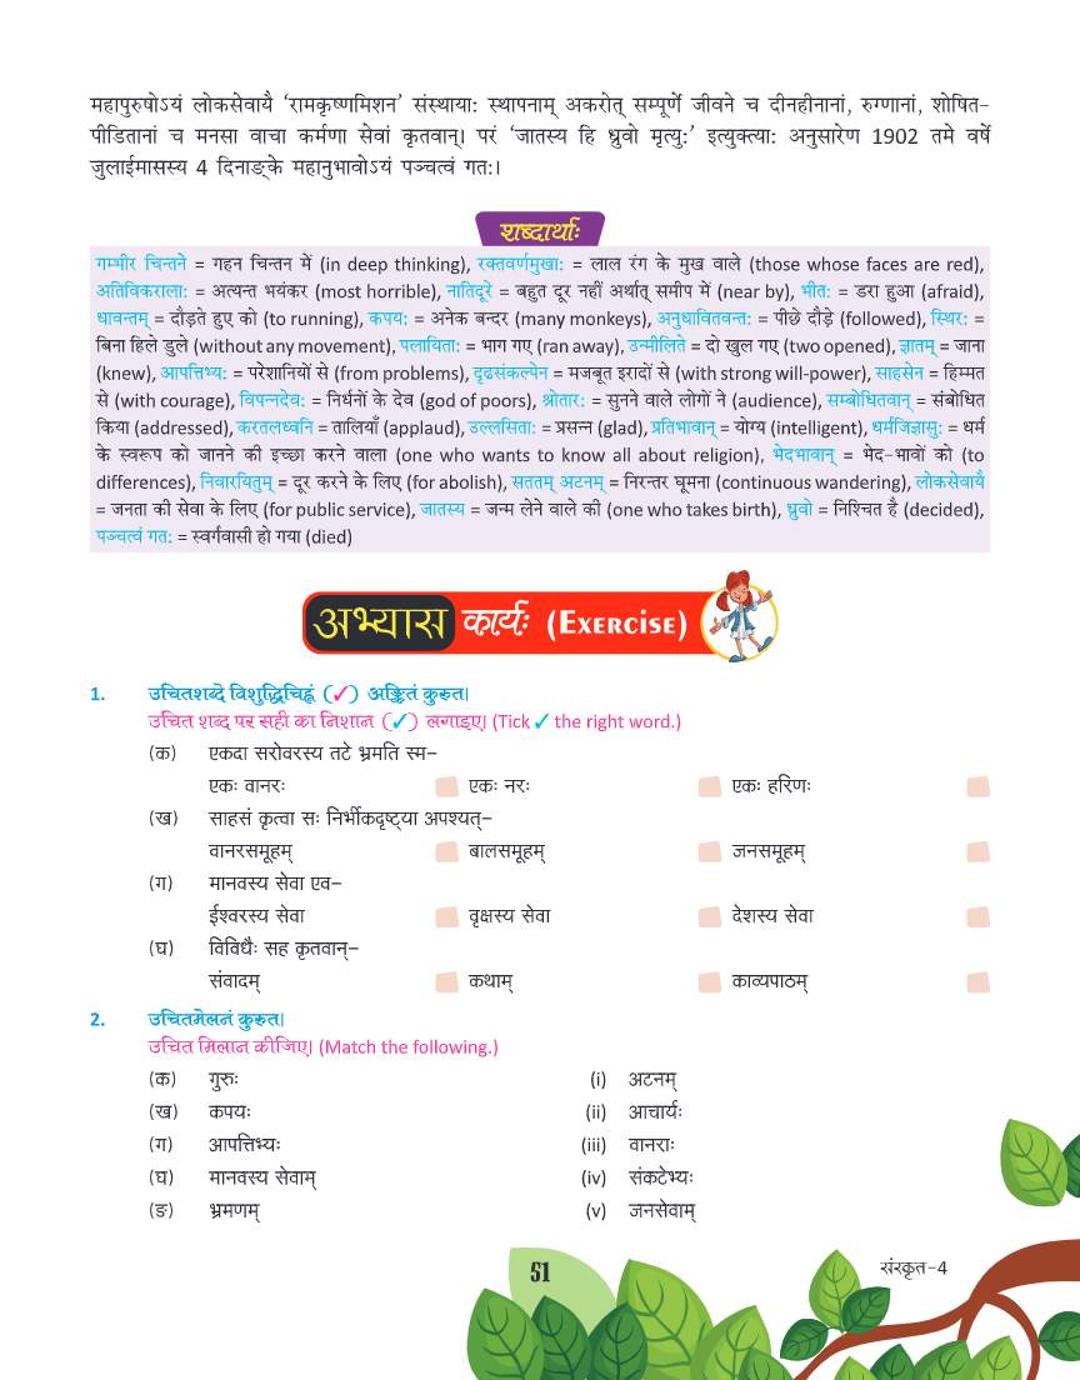 महापुरुषोऽयं लोकसेवायै ‘रामकृष्णमिशन’ संस्थाया: स्थापनाम् अकरोत् सम्पूर्णे जीवने च दीनहीनानां, रुग्णानां, शोषित-
पीडितानां च मनसा वाचा कर्मणा सेवां कृतवान्। परं ‘जातस्य हि ध्रुवो मृत्यु:’ इत्युक्त्या: अनुसारेण 1902 तमे वर्षे
जुलाईमासस्य 4 दिनाङ्के महानुभावोऽयं पञ्चत्वं गत:।
शब्दार्थाः
गम्भीर चिन्तने = गहन चिन्तन में (in deep thinking), रक्तवर्णमुखा: = लाल रंग के मुख वाले (those whose faces are red),
अतिविकराला: = अत्यन्त भयंकर (most horrible), नातिदूरे = बहुत दूर नहीं अर्थात् समीप में (near by), भीत: = डरा हुआ (afraid),
धावन्तम् = दौड़ते हुए को (to running), कपय: = अनेक बन्दर (many monkeys), अनुधावितवन्त: = पीछे दौड़े (followed), स्थिर: =
बिना हिले डुले (without any movement), पलायिता: = भाग गए (ran away), उन्मीलिते = दो खुल गए (two opened), ज्ञातम् = जाना
(knew), आपत्तिभ्य: = परेशानियों से (from problems), दृढसंकल्पेन = मजबूत इरादों से (with strong will-power), साहसेन = हिम्मत
से (with courage), विपन्नदेव: = निर्धनों के देव (god of poors), श्रोतार: = सुनने वाले लोगों ने (audience), सम्बोधितवान् = संबोधित
किया (addressed), करतलध्वनि = तालियाँ (applaud), उल्लसिता: = प्रसन्न (glad), प्रतिभावान् = योग्य (intelligent), धर्मजिज्ञासु: = धर्म
के स्वरूप को जानने की इच्छा करने वाला (one who wants to know all about religion), भेदभावान् = भेद-भावों को (to
differences), निवारयितुम् = दूर करने के लिए (for abolish), सततम् अटनम् = निरन्तर घूमना (continuous wandering), लोकसेवायै
= जनता की सेवा के लिए (for public service), जातस्य = जन्म लेने वाले की (one who takes birth), ध्रुवो = निश्चित है (decided),
पञ्चत्वं गत: = स्वर्गवासी हो गया (died)
अभ्यास कार्यः (EXERCISE)
1. उचितशब्दे विशुद्धिचिह्नं (✓) अङ्कितं कुरुत।
उचित शब्द पर सही का निशान (✓) लगाइए। (Tick ✓ the right word.)
(क) एकदा सरोवरस्य तटे भ्रमति स्म-
एकः वानरः एकः नरः एकः हरिणः
(ख) साहसं कृत्वा सः निर्भीकदृष्ट्या अपश्यत्-
वानरसमूहम् बालसमूहम् जनसमूहम्
(ग) मानवस्य सेवा एव-
ईश्वरस्य सेवा वृक्षस्य सेवा देशस्य सेवा
(घ) विविधैः सह कृतवान्-
संवादम् कथाम् काव्यपाठम्
2. उचितमेलनं कुरुत।
उचित मिलान कीजिए। (Match the following.)
(क) गुरुः (i) अटनम्
(ख) कपयः (ii) आचार्यः
(ग) आपत्तिभ्यः (iii) वानराः
(घ) मानवस्य सेवाम् (iv) संकटेभ्यः
(ङ) भ्रमणम् (v) जनसेवाम्
51
संस्कृत-4